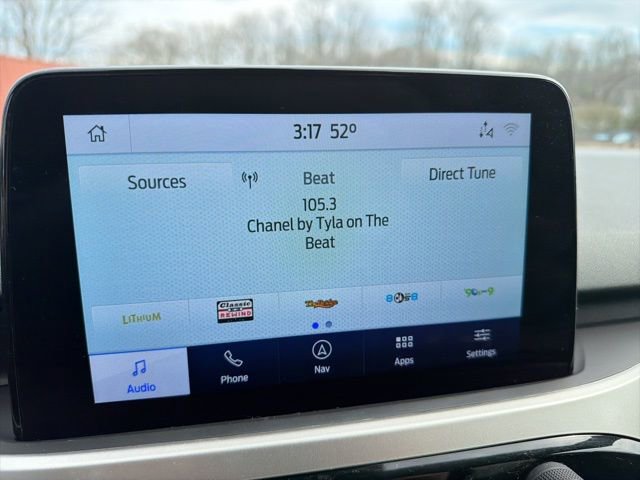 3:17 52°
Sources
Beat
Direct Tune
105.3
Chanel by Tyla on The
Beat
LITHIUM
Classic
REWIND
Audio
Phone
Nav
Apps
Settings